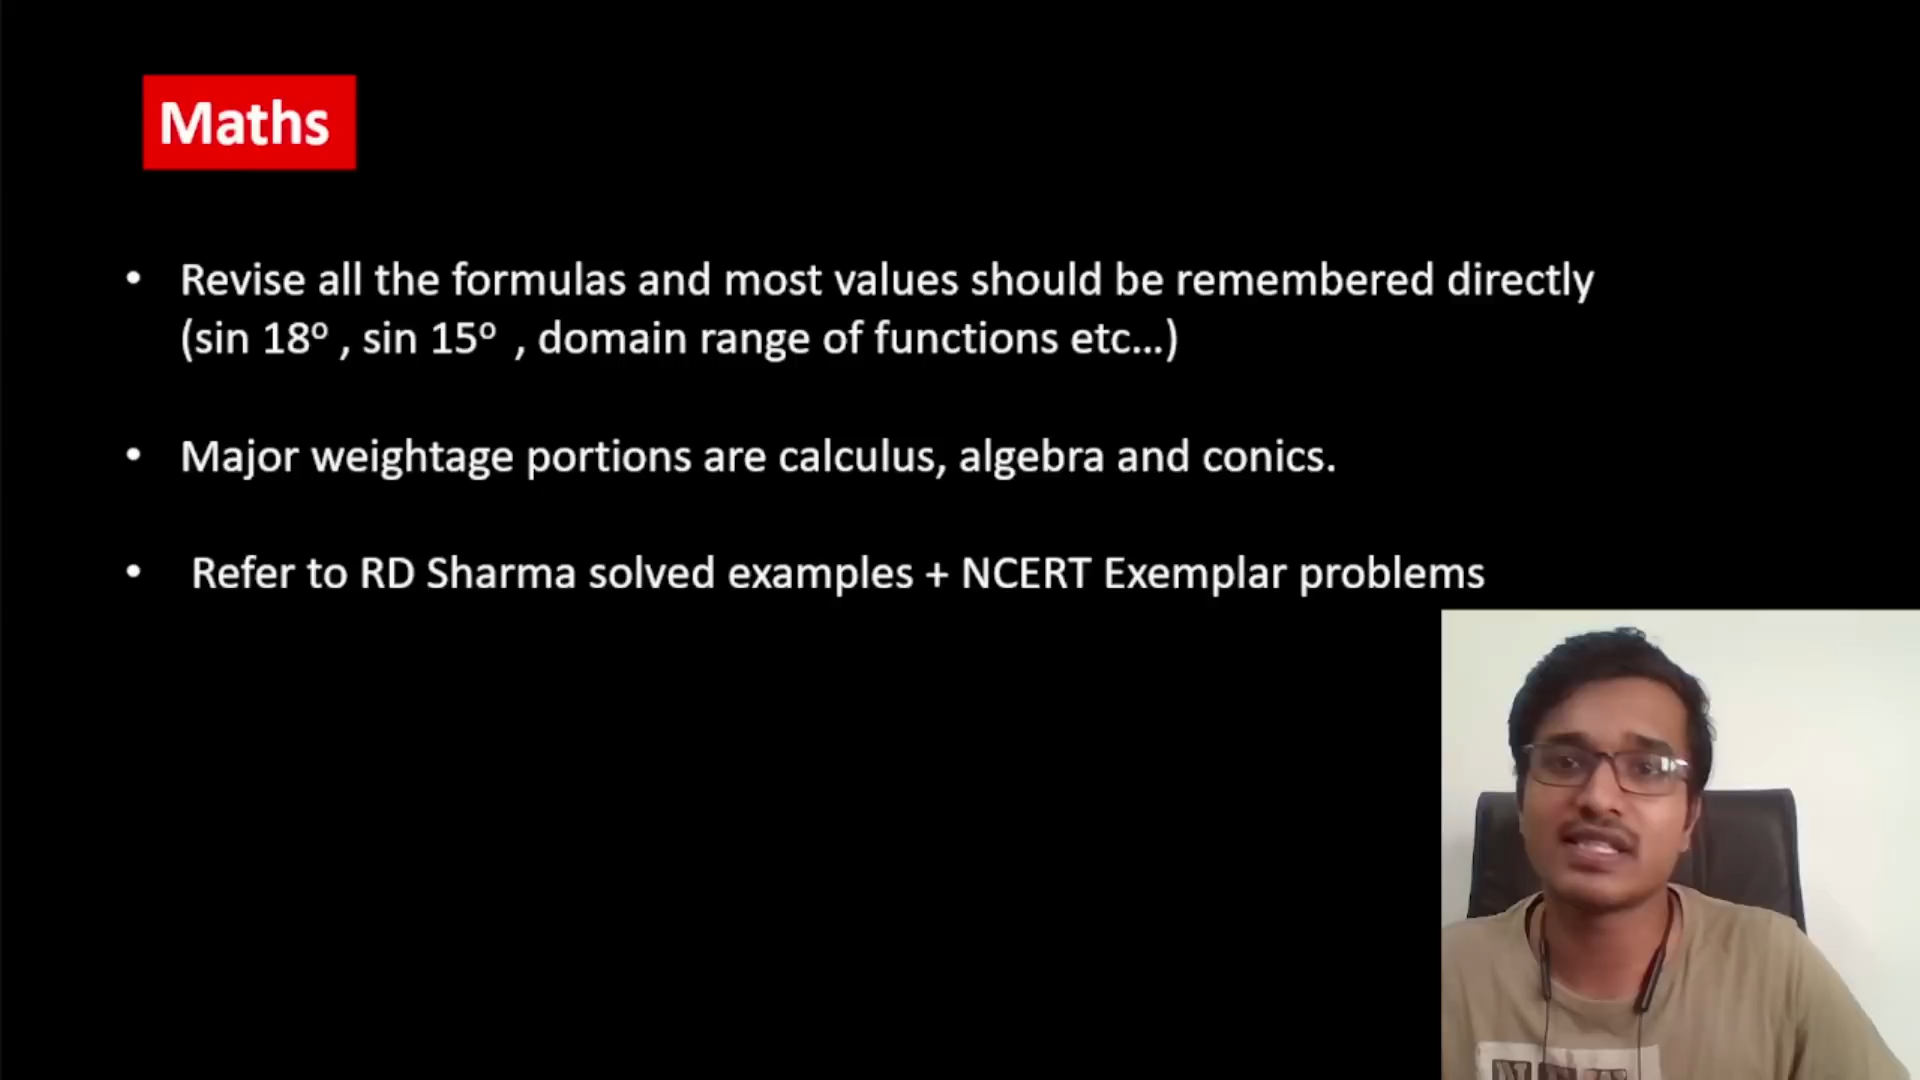 Maths
• Revise all the formulas and most values should be remembered directly
(sin 18º , sin 15º , domain range of functions etc...)
• Major weightage portions are calculus, algebra and conics.
• Refer to RD Sharma solved examples + NCERT Exemplar problems